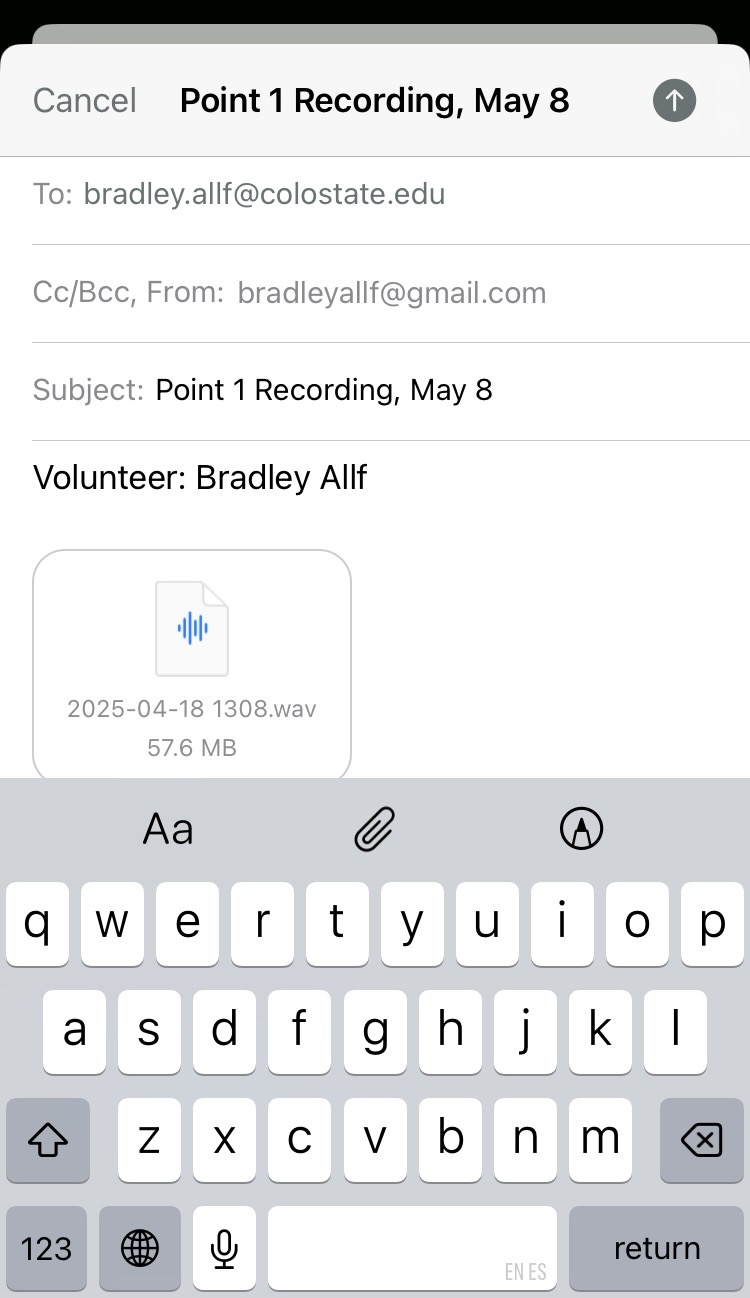 Cancel Point 1 Recording, May 8
To: bradley.allf@colostate.edu
Cc/Bcc, From: bradleyallf@gmail.com
Subject: Point 1 Recording, May 8
Volunteer: Bradley Allf
2025-04-18 1308.wav
57.6 MB
Aa
q w e r t y u i o p
a s d f g h j k l
z x c v b n m
123 EN ES return